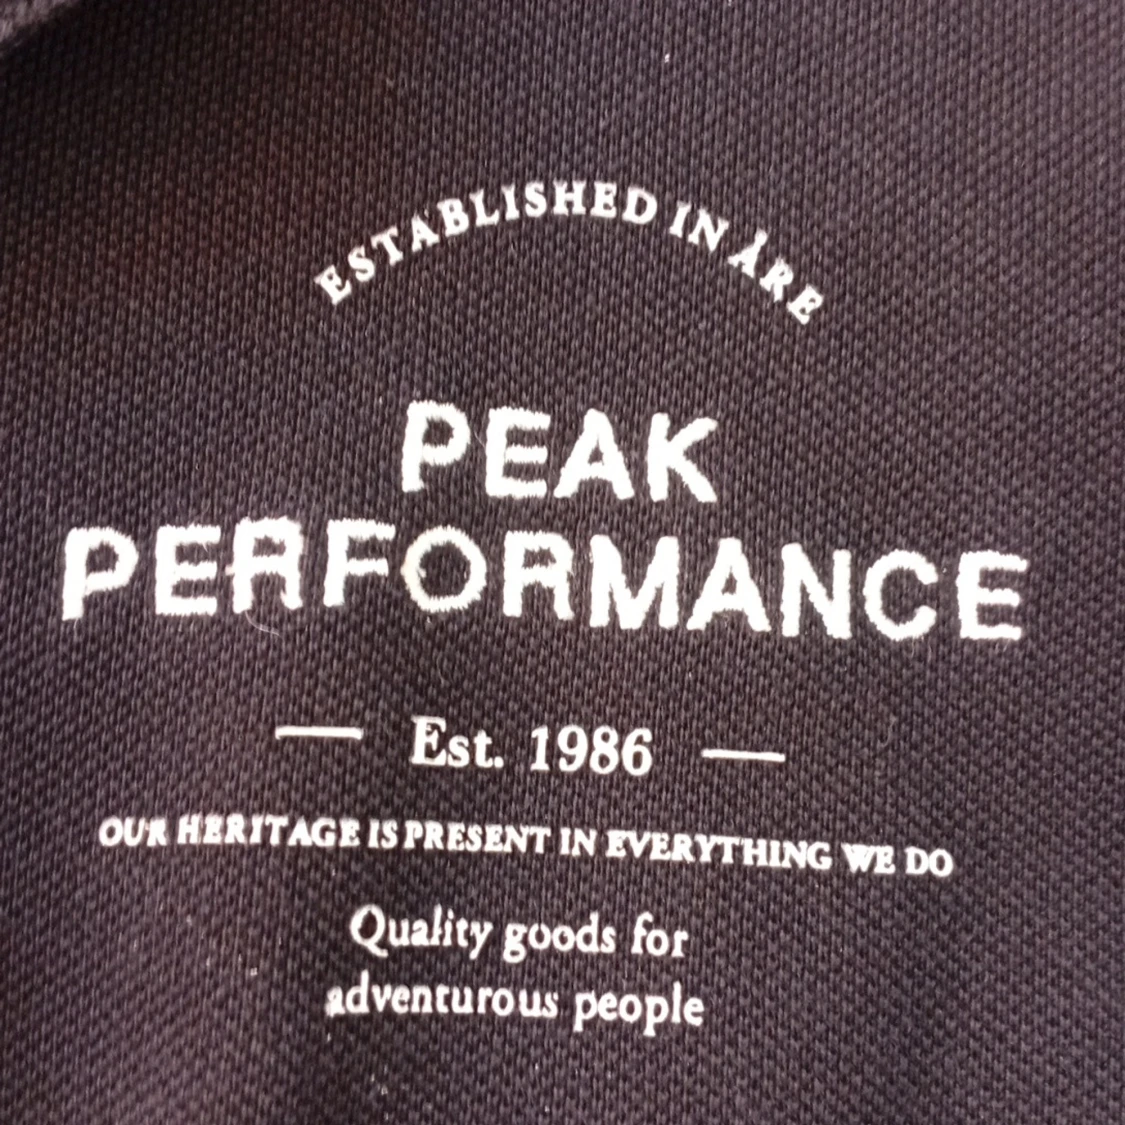 ESTABLISHED IN ÅRE
PEAK
PERFORMANCE
— Est. 1986 —
OUR HERITAGE IS PRESENT IN EVERYTHING WE DO
Quality goods for
adventurous people